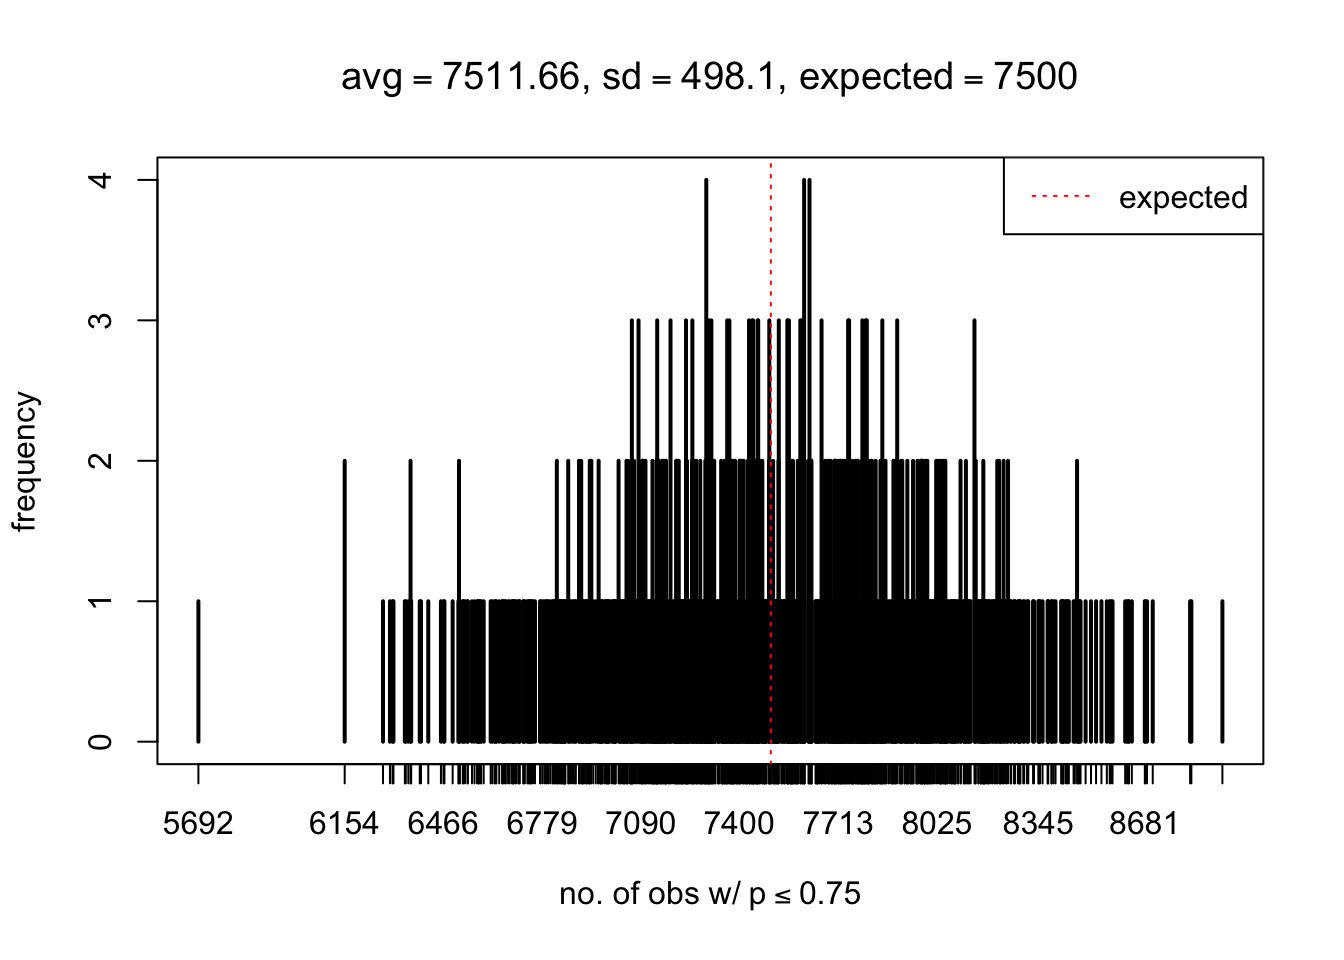 avg = 7511.66, sd = 498.1, expected = 7500
expected
4
3
2
1
0
frequency
5692 6154 6466 6779 7090 7400 7713 8025 8345 8681
no. of obs w/ p ≤ 0.75